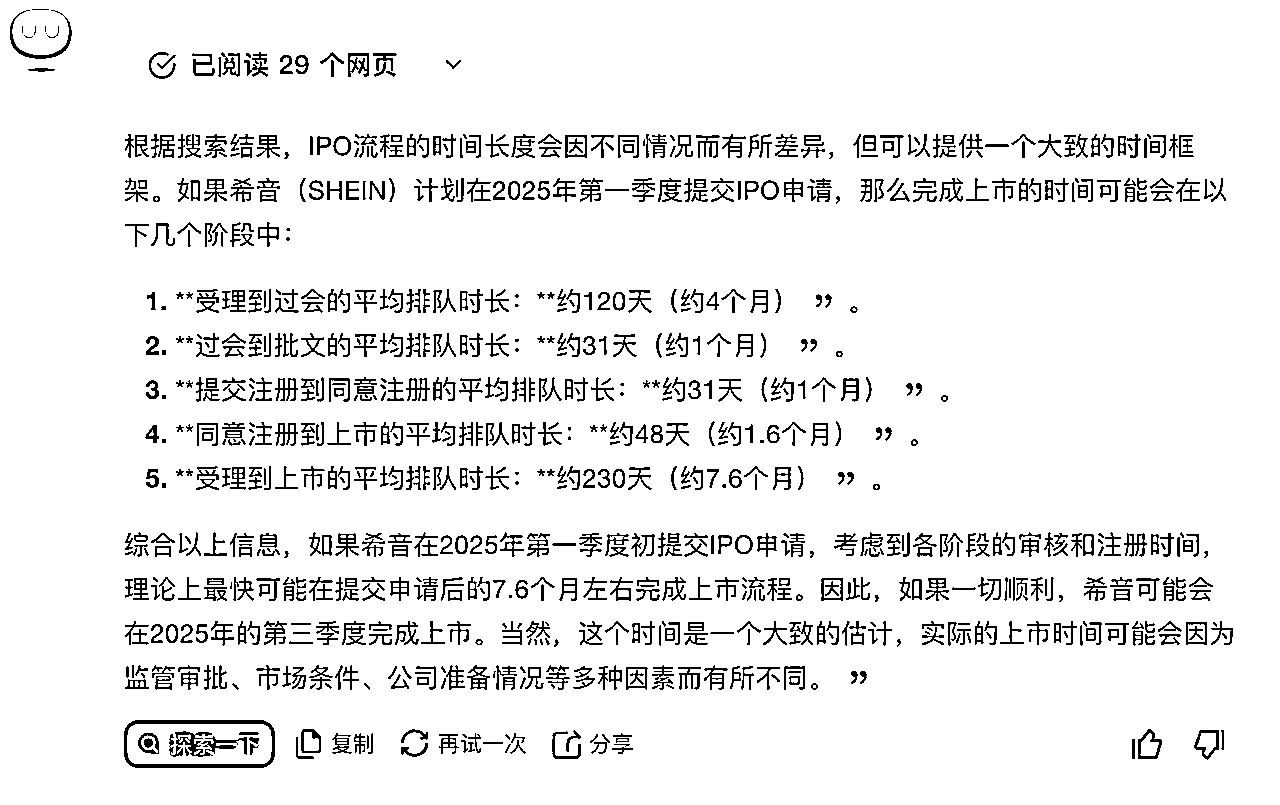 已阅读 29 个网页
根据搜索结果，IPO流程的时间长度会因不同情况而有所差异，但可以提供一个大致的时间框
架。如果希音（SHEIN）计划在2025年第一季度提交IPO申请，那么完成上市的时间可能会在以
下几个阶段中：
1. **受理到过会的平均排队时长：**约120天（约4个月） ” 。
2. **过会到批文的平均排队时长：**约31天（约1个月） ” 。
3. **提交注册到同意注册的平均排队时长：**约31天（约1个月） ” 。
4. **同意注册到上市的平均排队时长：**约48天（约1.6个月） ” 。
5. **受理到上市的平均排队时长：**约230天（约7.6个月） ” 。
综合以上信息，如果希音在2025年第一季度初提交IPO申请，考虑到各阶段的审核和注册时间，
理论上最快可能在提交申请后的7.6个月左右完成上市流程。因此，如果一切顺利，希音可能会
在2025年的第三季度完成上市。当然，这个时间是一个大致的估计，实际的上市时间可能会因为
监管审批、市场条件、公司准备情况等多种因素而有所不同。 ”
探索一下 复制 再试一次 分享